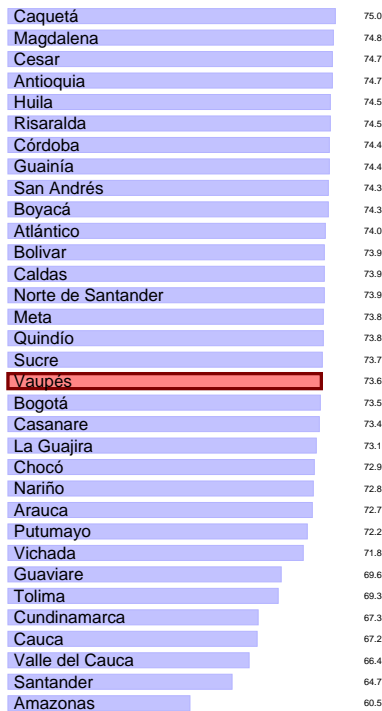 Caquetá 75.0
Magdalena 74.8
Cesar 74.7
Antioquia 74.7
Huila 74.5
Risaralda 74.5
Córdoba 74.4
Guainía 74.4
San Andrés 74.3
Boyacá 74.3
Atlántico 74.0
Bolivar 73.9
Caldas 73.9
Norte de Santander 73.9
Meta 73.8
Quindío 73.8
Sucre 73.7
Vaupés 73.6
Bogotá 73.5
Casanare 73.4
La Guajira 73.1
Chocó 72.9
Nariño 72.8
Arauca 72.7
Putumayo 72.2
Vichada 71.8
Guaviare 69.6
Tolima 69.3
Cundinamarca 67.3
Cauca 67.2
Valle del Cauca 66.4
Santander 64.7
Amazonas 60.5